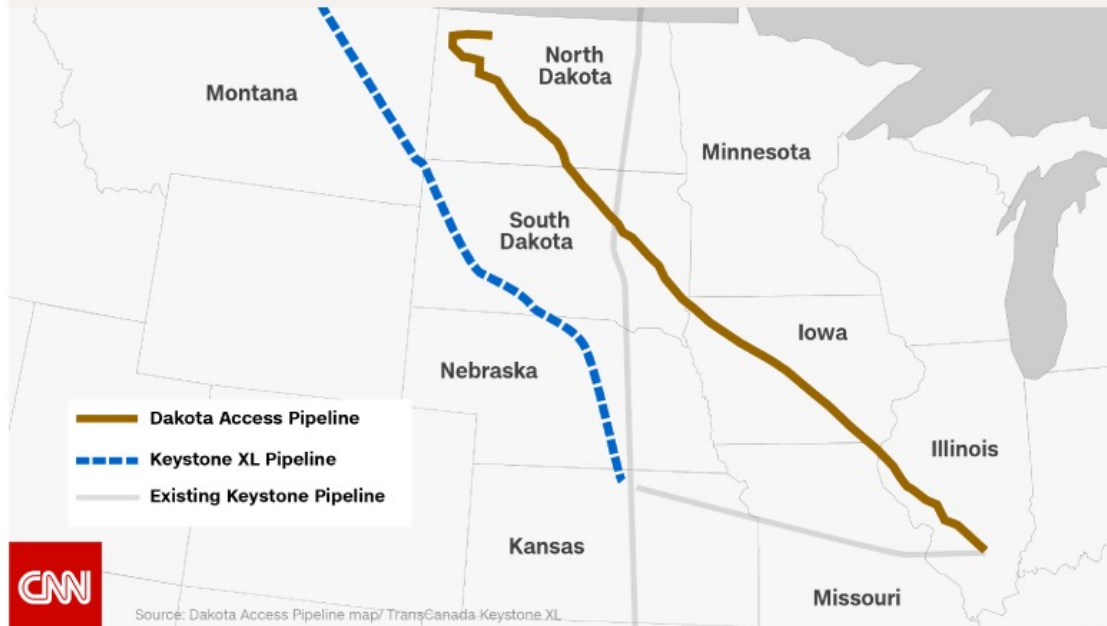 North
Dakota
Montana
Minnesota
South
Dakota
Iowa
Nebraska
Dakota Access Pipeline
Keystone XL Pipeline
Illinois
Existing Keystone Pipeline
Kansas
CNN
Missouri
Source: Dakota Access Pipeline map/ TransCanada Keystone XL